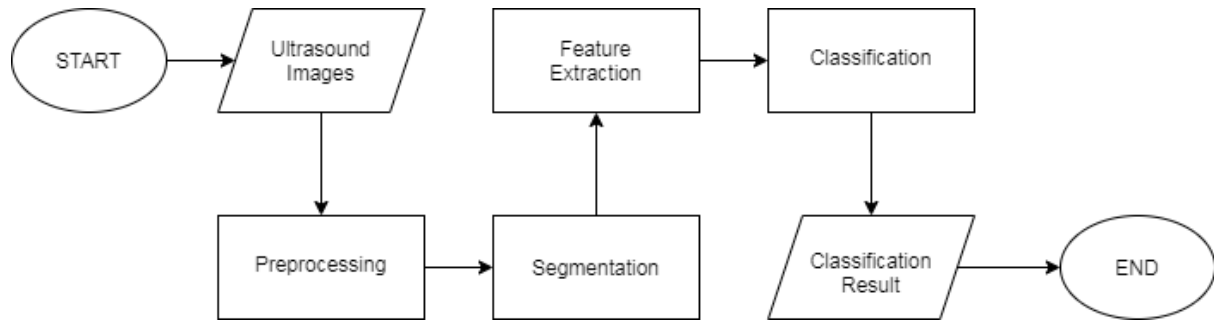 START
Ultrasound
Images
Preprocessing
Segmentation
Feature
Extraction
Classification
Classification
Result
END